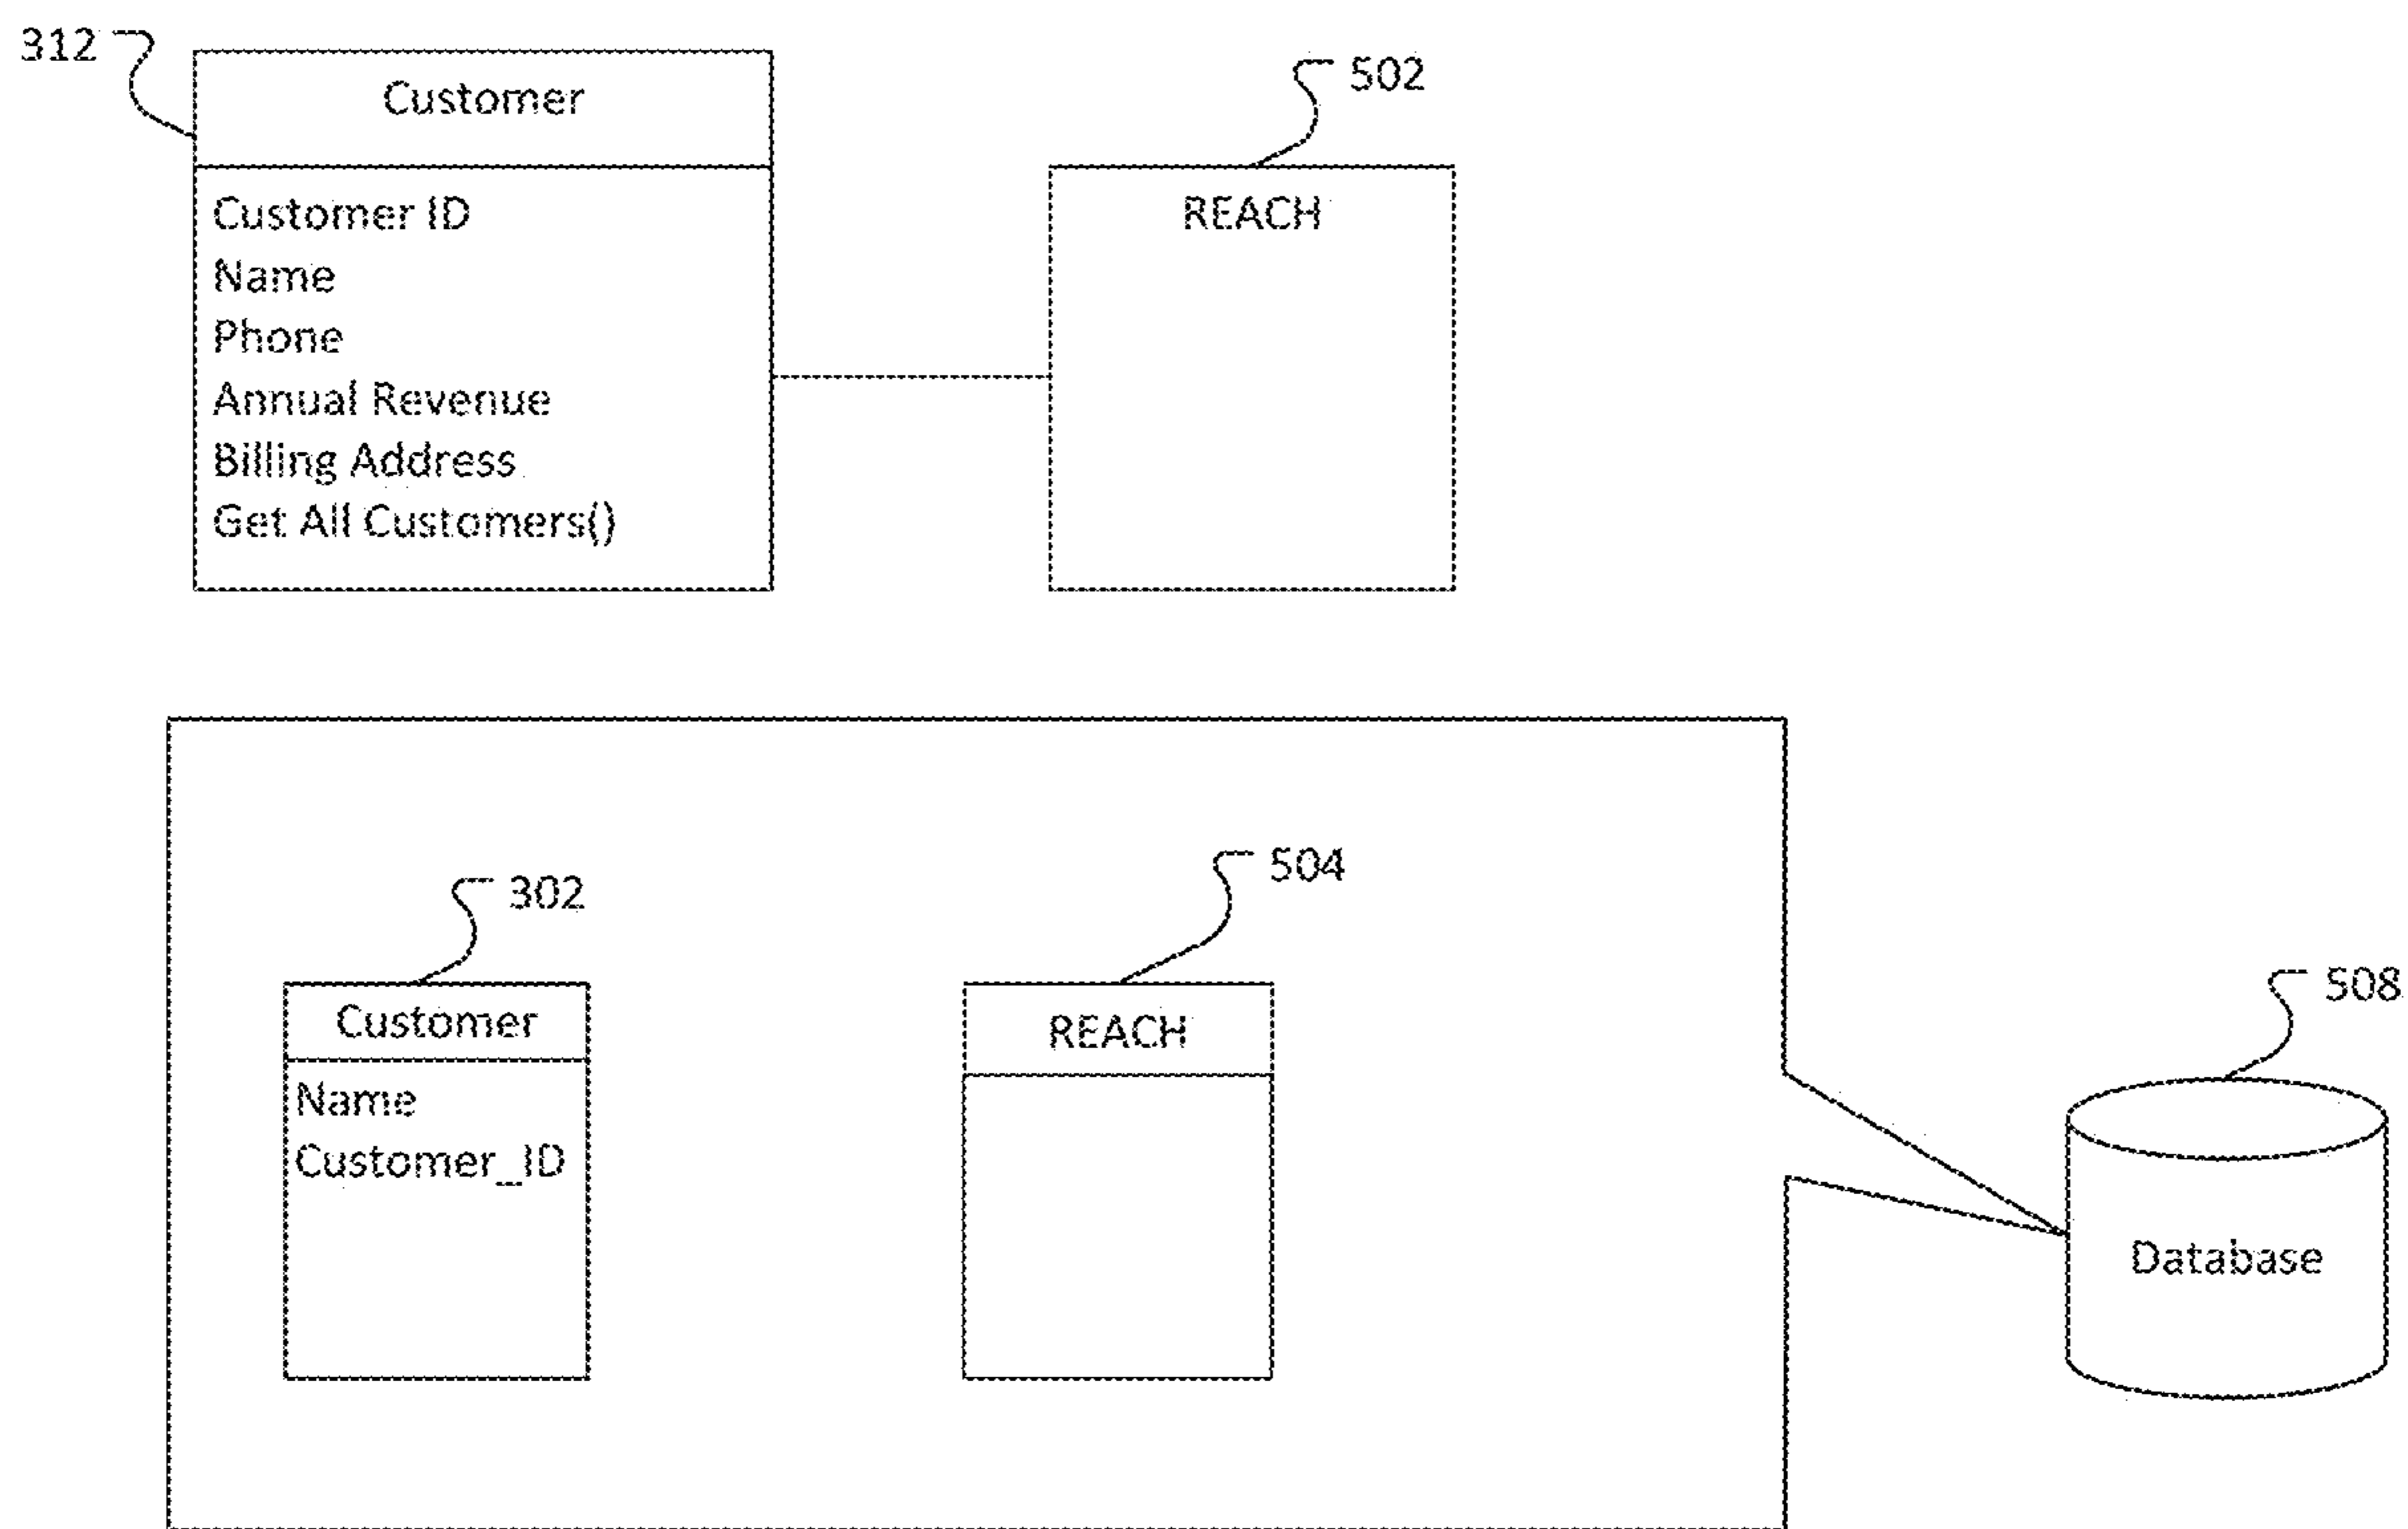 312
Customer
502
Customer ID
Name
Phone
Annual Revenue
Billing Address
Get All Customers()
REACH
302
504
Customer
Name
Customer_ID
REACH
508
Database